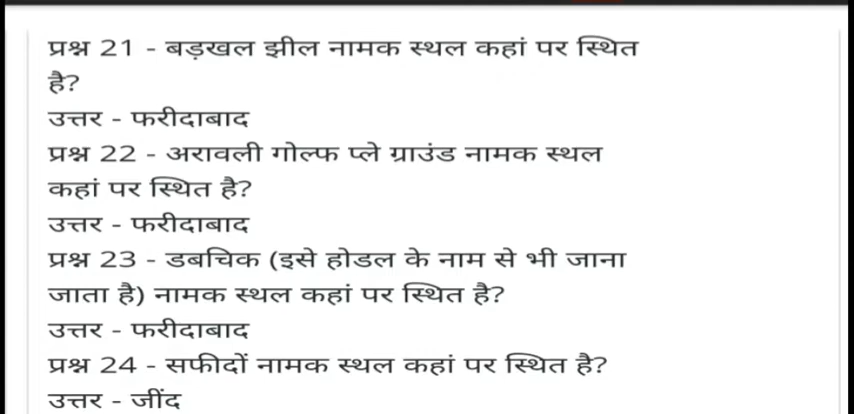 प्रश्न 21 - बड़खल झील नामक स्थल कहां पर स्थित
है?
उत्तर - फरीदाबाद
प्रश्न 22 - अरावली गोल्फ प्ले ग्राउंड नामक स्थल
कहां पर स्थित है?
उत्तर - फरीदाबाद
प्रश्न 23 - डबचिक (इसे होडल के नाम से भी जाना
जाता है) नामक स्थल कहां पर स्थित है?
उत्तर - फरीदाबाद
प्रश्न 24 - सफीदों नामक स्थल कहां पर स्थित है?
उत्तर - जींद